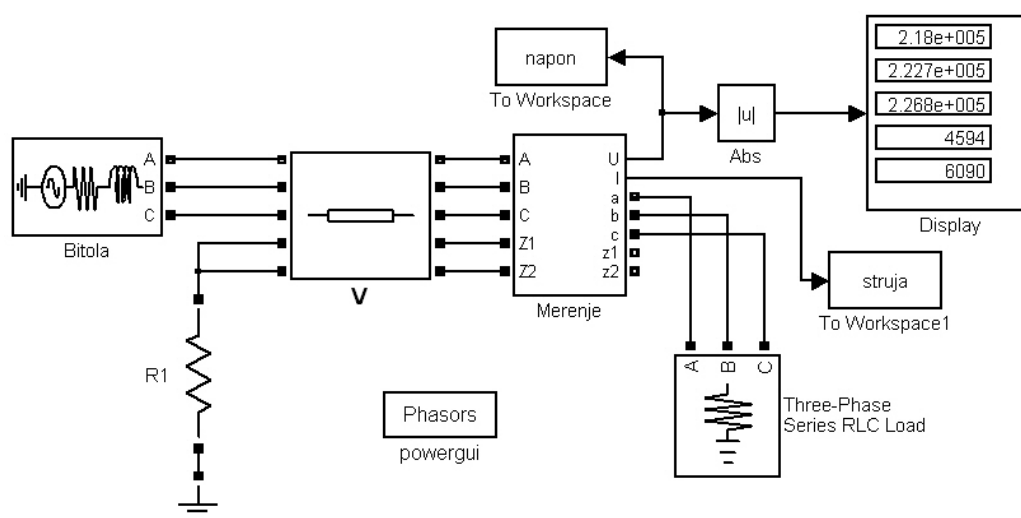 napon
To Workspace
|u|
Abs
2.18e+005
2.227e+005
2.268e+005
4594
6090
Display
A
B
C
Bitola
V
A
B
C
Z1
Z2
U
I
a
b
c
z1
z2
Merenje
struja
To Workspace1
R1
Phasors
powergui
A
B
C
Three-Phase
Series RLC Load